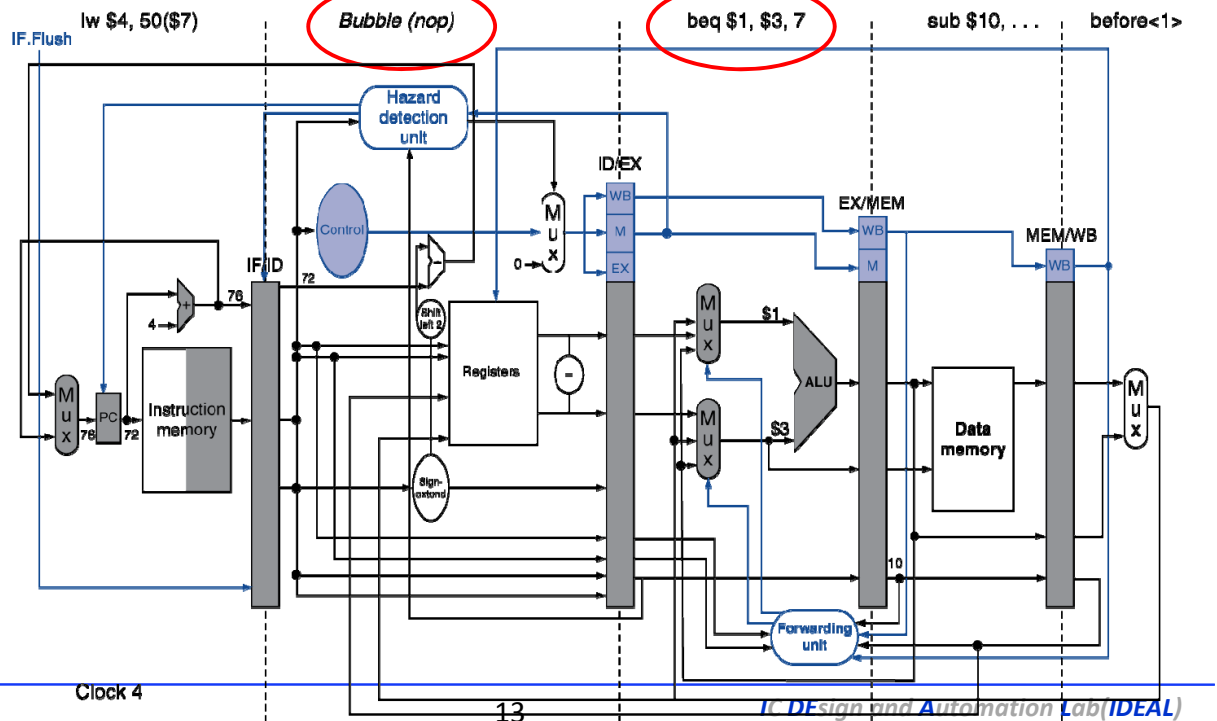 lw $4, 50($7)
Bubble (nop)
beq $1, $3, 7
sub $10, . . .
before<1>
IF.Flush
Hazard
detection
unit
ID/EX
WB
M
EX
M
u
x
0
Control
EX/MEM
WB
M
MEM/WB
WB
IF/ID
72
76
+
4
–
Shift
left 2
M
u
x
$1
M
u
x
PC
76
72
Instruction
memory
Registers
=
ALU
M
u
x
$3
Data
memory
M
u
x
Sign-
extend
10
Forwarding
unit
Clock 4
13
IC DEsign and Automation Lab(IDEAL)